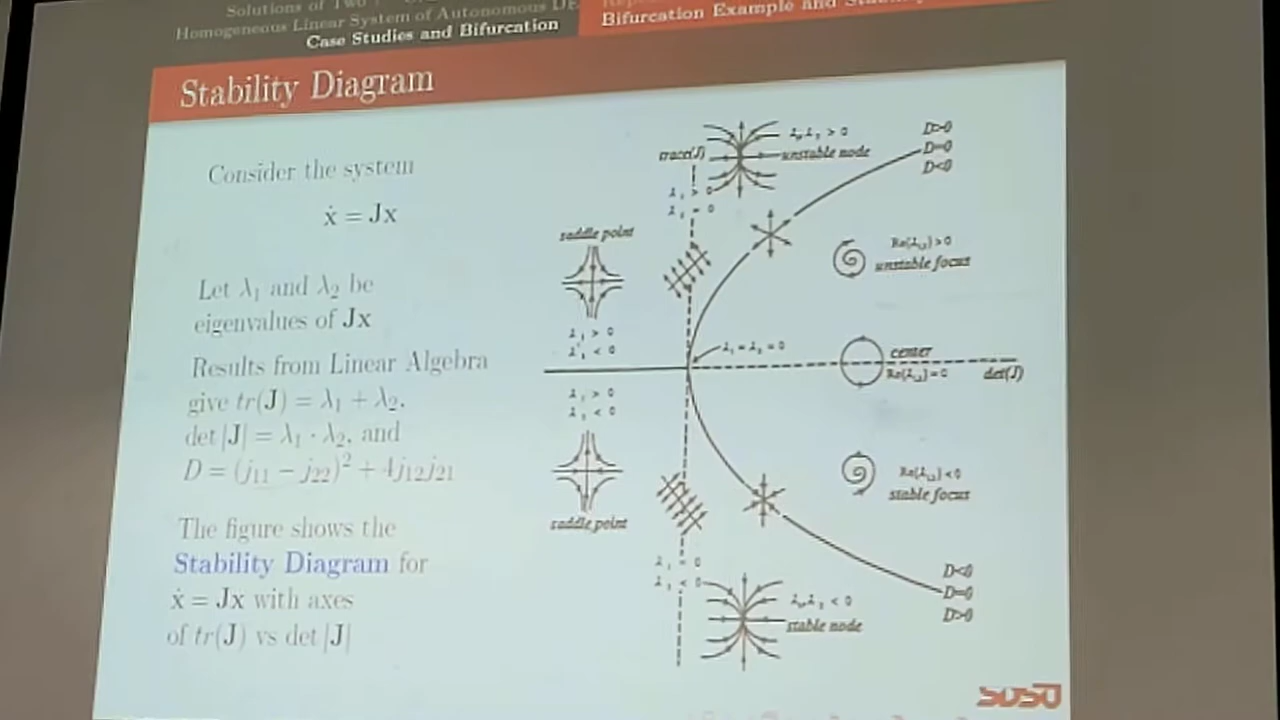 Solutions of Two
Homogeneous Linear System of Autonomous DE
Case Studies and Bifurcation
Bifurcation Example and
Stability Diagram
Consider the system
ẋ = Jx
Let λ₁ and λ₂ be
eigenvalues of Jx
Results from Linear Algebra
give tr(J) = λ₁ + λ₂,
det |J| = λ₁ · λ₂, and
D = (j₁₁ − j₂₂)² + 4j₁₂j₂₁
The figure shows the
Stability Diagram for
ẋ = Jx with axes
of tr(J) vs det |J|
trace(J)
λ₁,λ₂ > 0
unstable node
D>0
D=0
D<0
λ₁ > 0
λ₂ = 0
saddle point
Re(λ₁,₂) > 0
unstable focus
λ₁ > 0
λ₂ < 0
λ₁ = λ₂ = 0
center
Re(λ₁,₂) = 0
det(J)
λ₁ > 0
λ₂ < 0
saddle point
Re(λ₁,₂) < 0
stable focus
λ₁ = 0
λ₂ < 0
λ₁,λ₂ < 0
stable node
D<0
D=0
D>0
SDSU